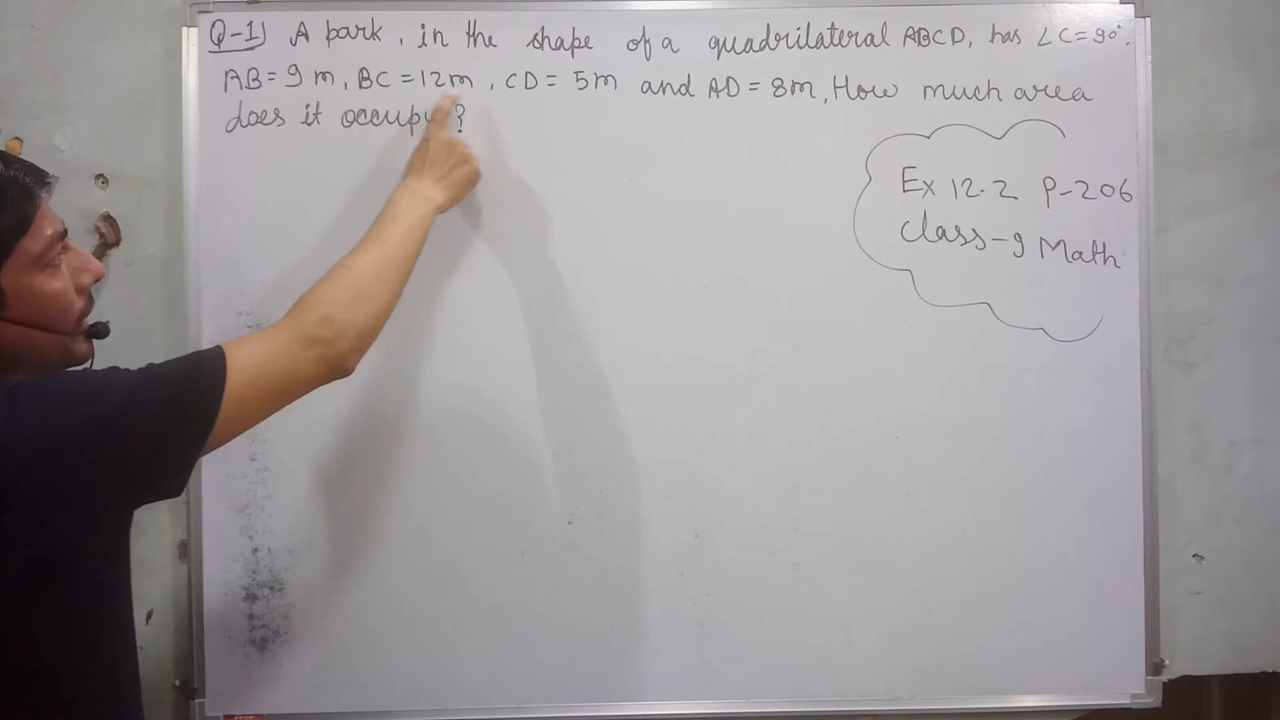 Q-1) A park, in the shape of a quadrilateral ABCD, has ∠C=90°.
AB=9 m, BC=12m, CD=5m and AD=8m, How much area
does it occupy?
Ex 12.2 P-206
Class-9 Math